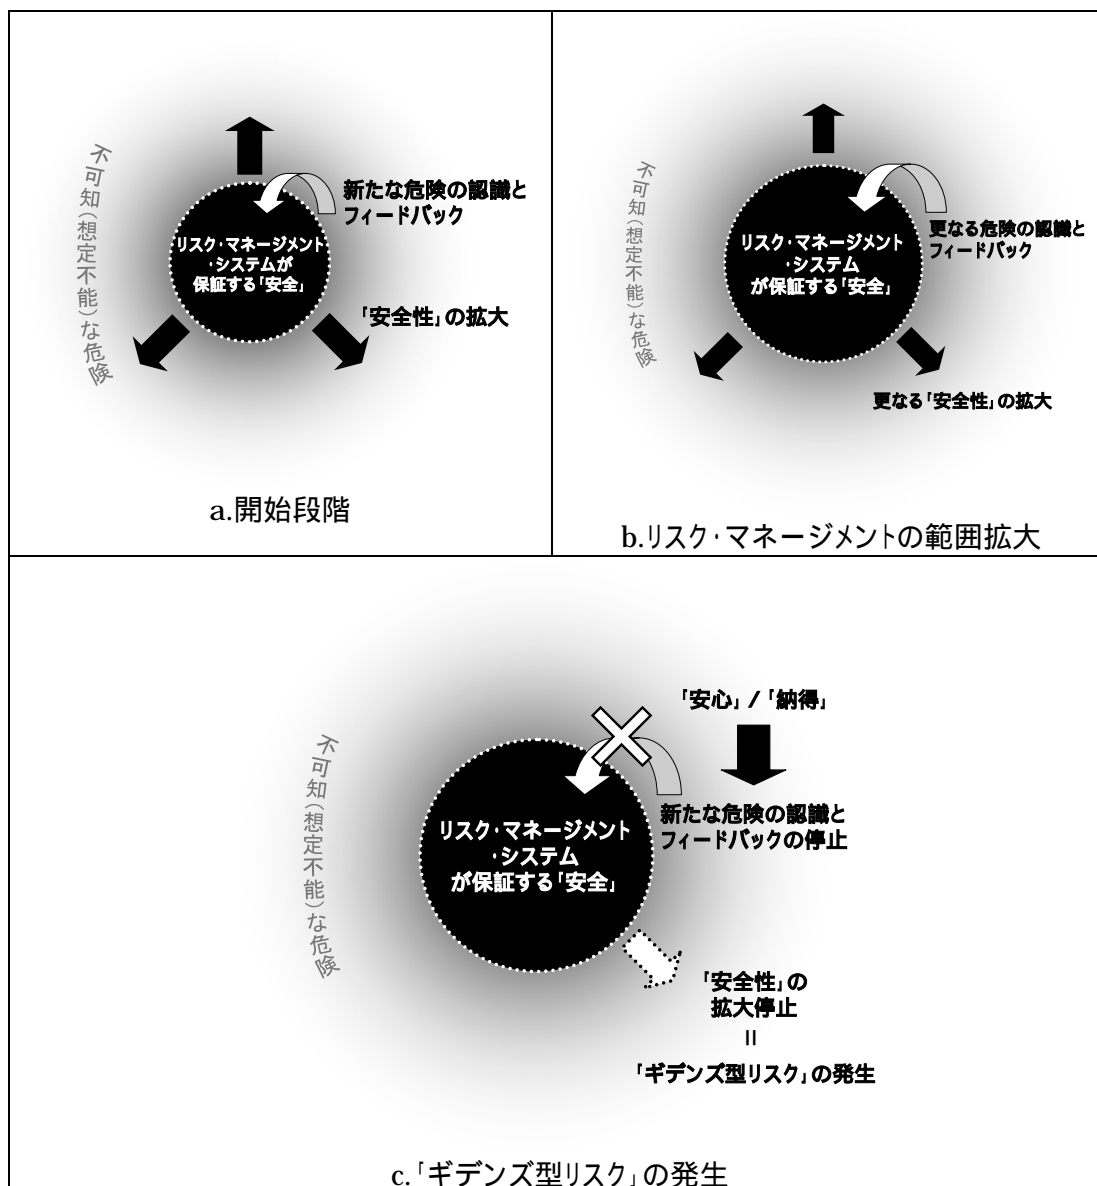 不可知(想定不能)な危険
新たな危険の認識と
フィードバック
リスク・マネージメント
・システムが
保証する「安全」
「安全性」の拡大
a.開始段階
不可知(想定不能)な危険
更なる危険の認識と
フィードバック
リスク・マネージメント
・システム
が保証する「安全」
更なる「安全性」の拡大
b.リスク・マネージメントの範囲拡大
不可知(想定不能)な危険
「安心」/「納得」
新たな危険の認識と
フィードバックの停止
リスク・マネージメント
・システム
が保証する「安全」
「安全性」の
拡大停止
=
「ギデンズ型リスク」の発生
c.「ギデンズ型リスク」の発生